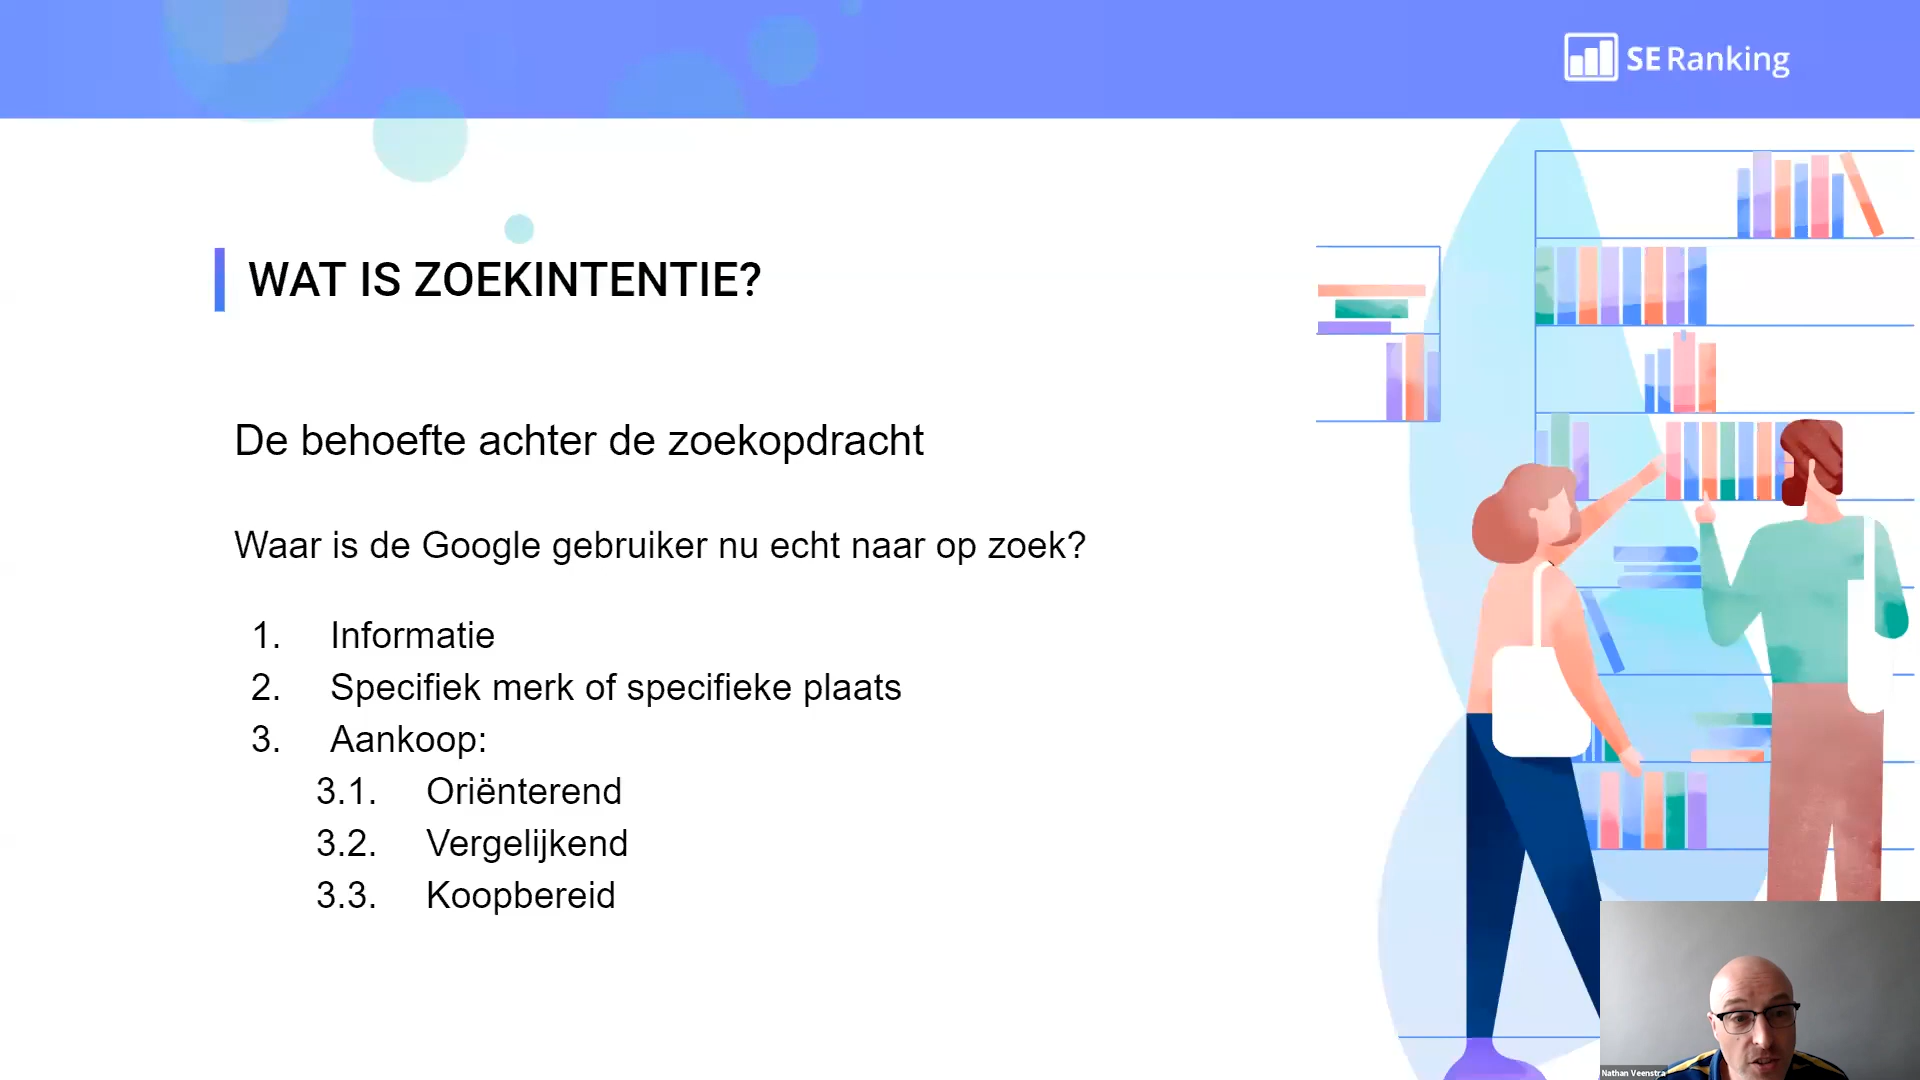 SE Ranking
WAT IS ZOEKINTENTIE?
De behoefte achter de zoekopdracht
Waar is de Google gebruiker nu echt naar op zoek?
1. Informatie
2. Specifiek merk of specifieke plaats
3. Aankoop:
3.1. Oriënterend
3.2. Vergelijkend
3.3. Koopbereid
Nathan Veenstra